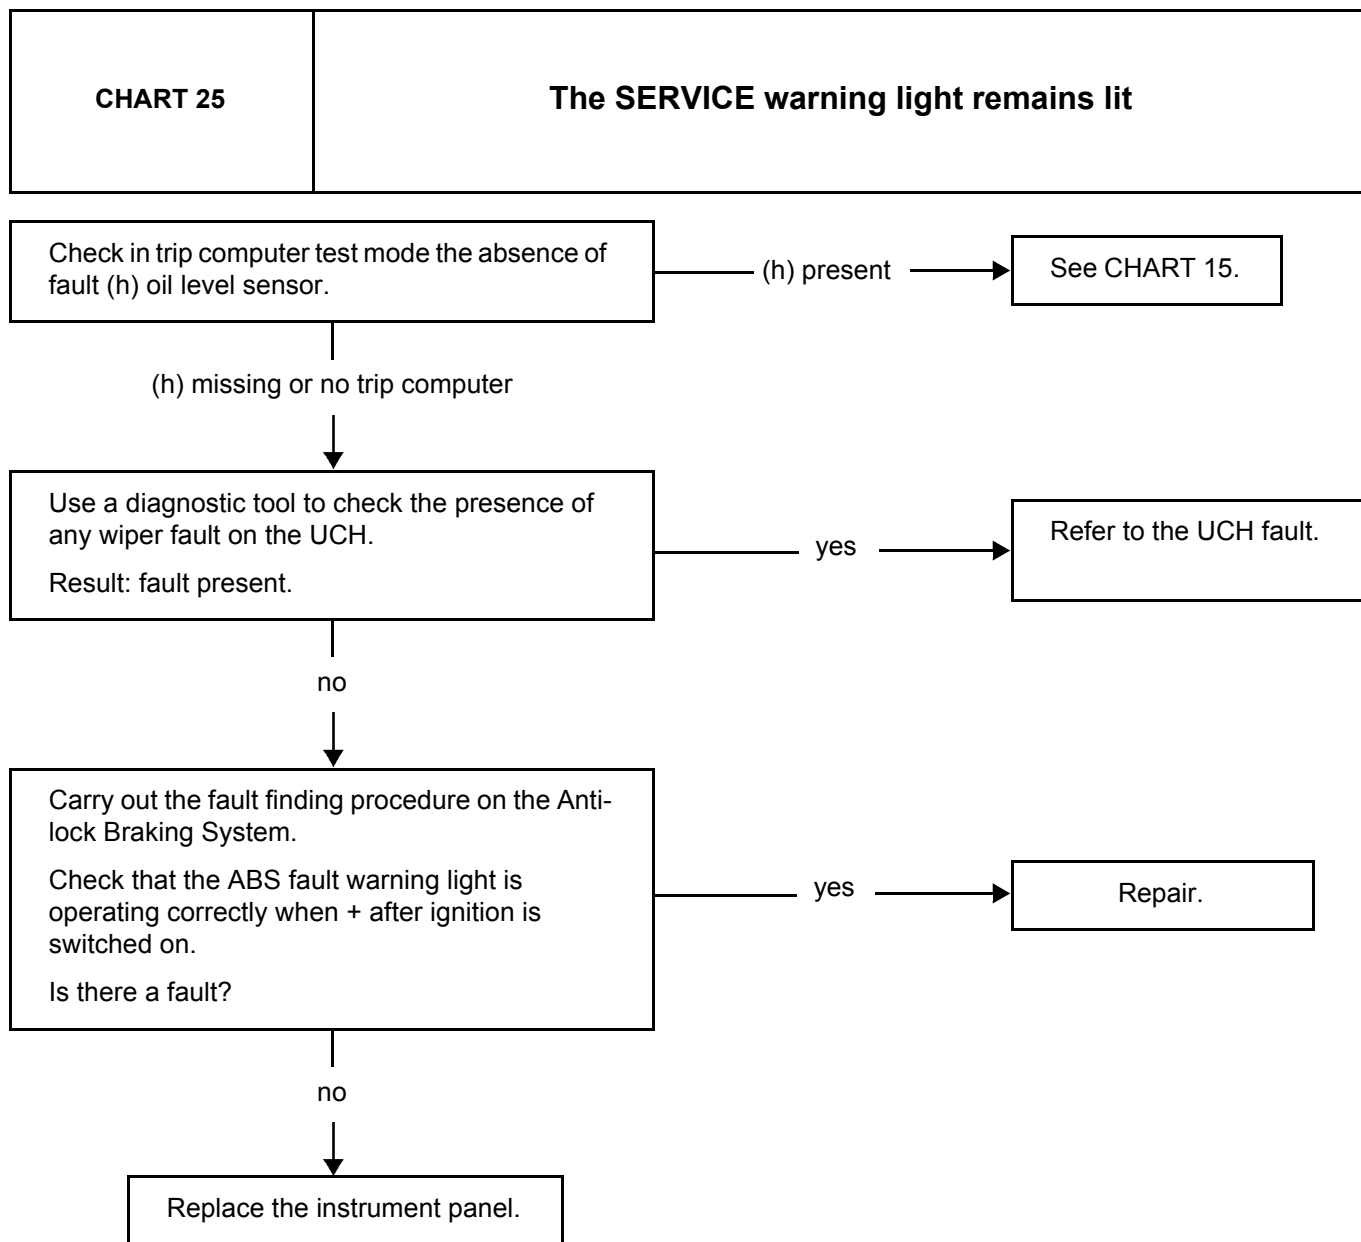 CHART 25
The SERVICE warning light remains lit
Check in trip computer test mode the absence of
fault (h) oil level sensor.
(h) present
See CHART 15.
(h) missing or no trip computer
Use a diagnostic tool to check the presence of
any wiper fault on the UCH.
Result: fault present.
yes
Refer to the UCH fault.
no
Carry out the fault finding procedure on the Anti-
lock Braking System.
Check that the ABS fault warning light is
operating correctly when + after ignition is
switched on.
Is there a fault?
yes
Repair.
no
Replace the instrument panel.